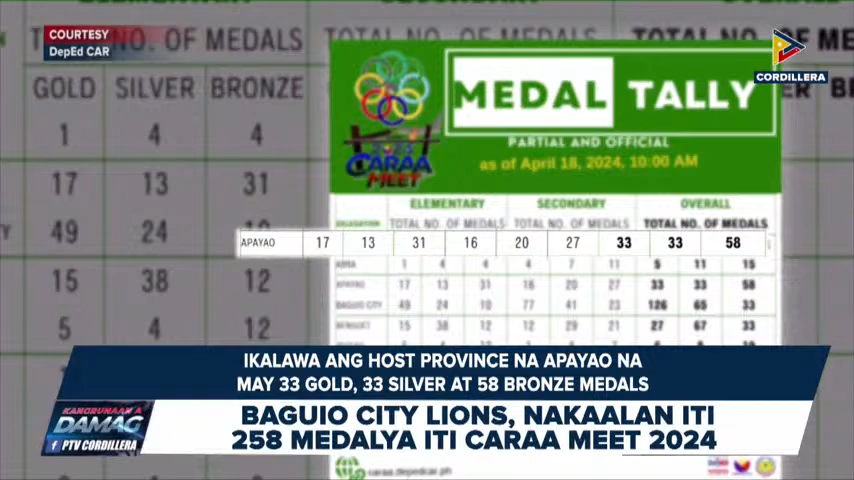 COURTESY
DepEd CAR
CORDILLERA
TOTAL NO. OF MEDALS
GOLD SILVER BRONZE
1 4 4
17 13 31
49 24 10
15 38 12
5 4 12
MEDAL TALLY
PARTIAL AND OFFICIAL
as of April 18, 2024, 10:00 AM
CARAA
MEET
ELEMENTARY SECONDARY OVERALL
DELEGATION TOTAL NO. OF MEDALS TOTAL NO. OF MEDALS TOTAL NO. OF MEDALS
APAYAO 17 13 31 16 20 27 33 33 58
ABRA 1 4 4 4 7 11 5 11 15
APAYAO 17 13 31 16 20 27 33 33 58
BAGUIO CITY 49 24 10 77 41 23 126 65 33
BENGUET 15 38 12 12 29 21 27 67 33
IKALAWA ANG HOST PROVINCE NA APAYAO NA
MAY 33 GOLD, 33 SILVER AT 58 BRONZE MEDALS
KANGRUNAAN A
DAMAG
f PTV CORDILLERA
BAGUIO CITY LIONS, NAKAALAN ITI
258 MEDALYA ITI CARAA MEET 2024
caraa.depedcar.ph